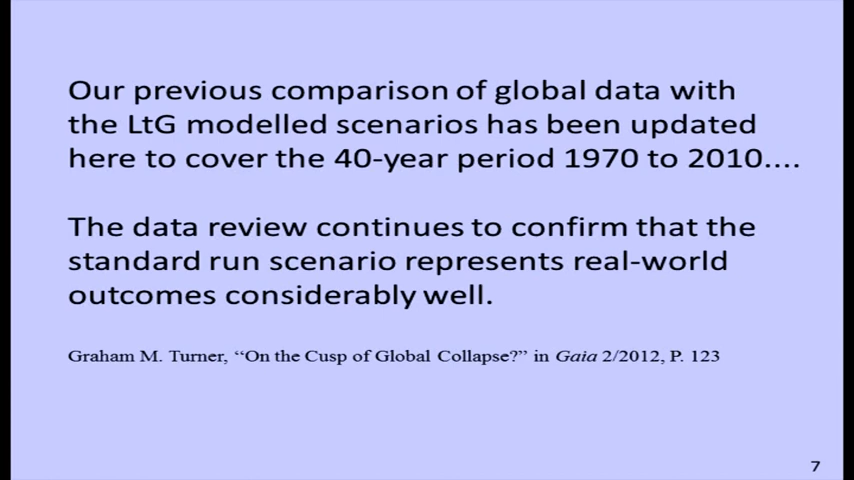 Our previous comparison of global data with
the LtG modelled scenarios has been updated
here to cover the 40-year period 1970 to 2010....
The data review continues to confirm that the
standard run scenario represents real-world
outcomes considerably well.
Graham M. Turner, “On the Cusp of Global Collapse?” in Gaia 2/2012, P. 123
7